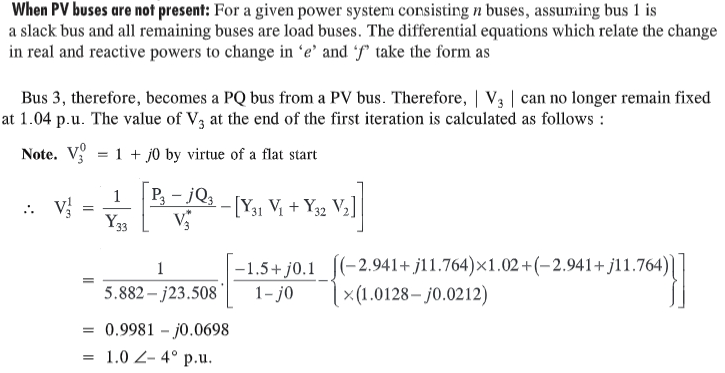 When PV buses are not present: For a given power system consisting n buses, assuming bus 1 is
a slack bus and all remaining buses are load buses. The differential equations which relate the change
in real and reactive powers to change in ‘e’ and ‘f’ take the form as
Bus 3, therefore, becomes a PQ bus from a PV bus. Therefore, | V₃ | can no longer remain fixed
at 1.04 p.u. The value of V₃ at the end of the first iteration is calculated as follows :
Note. V₃⁰ = 1 + j0 by virtue of a flat start
∴ V₃¹ = 1/Y₃₃ [(P₃ – jQ₃)/V₃* – [Y₃₁ V₁ + Y₃₂ V₂]]
= 1/(5.882 – j23.508) · [(–1.5 + j0.1)/(1 – j0) – {(–2.941 + j11.764) × 1.02 + (–2.941 + j11.764) × (1.0128 – j0.0212)}]
= 0.9981 – j0.0698
= 1.0 ∠– 4° p.u.